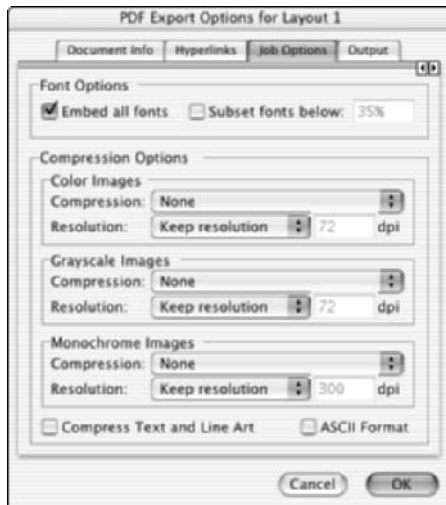 PDF Export Options for Layout 1
Document Info Hyperlinks Job Options Output
Font Options
Embed all fonts Subset fonts below: 35%
Compression Options
Color Images
Compression: None
Resolution: Keep resolution 72 dpi
Grayscale Images
Compression: None
Resolution: Keep resolution 72 dpi
Monochrome Images
Compression: None
Resolution: Keep resolution 300 dpi
Compress Text and Line Art ASCII Format
Cancel OK